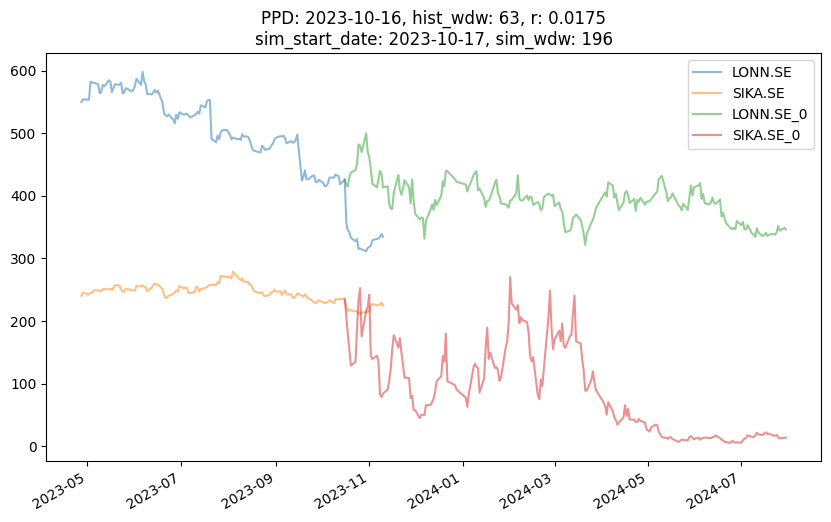 PPD: 2023-10-16, hist_wdw: 63, r: 0.0175
sim_start_date: 2023-10-17, sim_wdw: 196
LONN.SE
SIKA.SE
LONN.SE_0
SIKA.SE_0
600
500
400
300
200
100
0
2023-05
2023-07
2023-09
2023-11
2024-01
2024-03
2024-05
2024-07